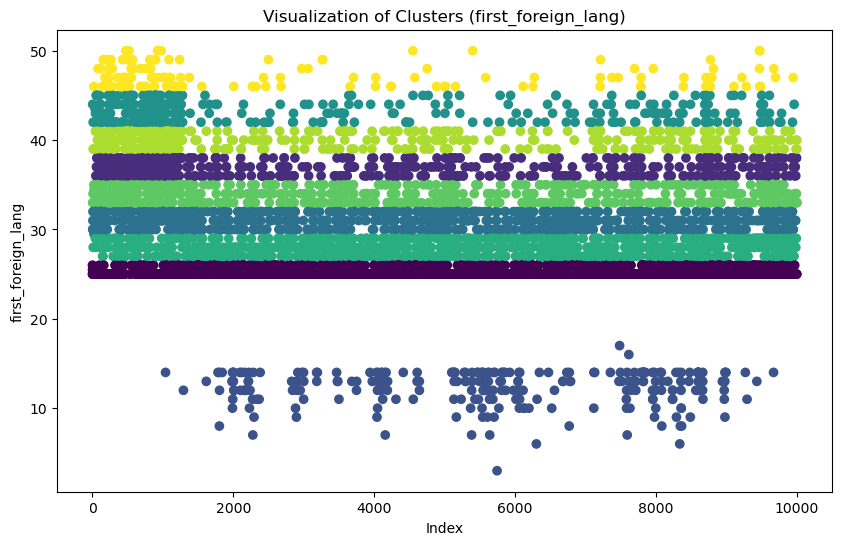 Visualization of Clusters (first_foreign_lang)
50
40
30
20
10
first_foreign_lang
0 2000 4000 6000 8000 10000
Index